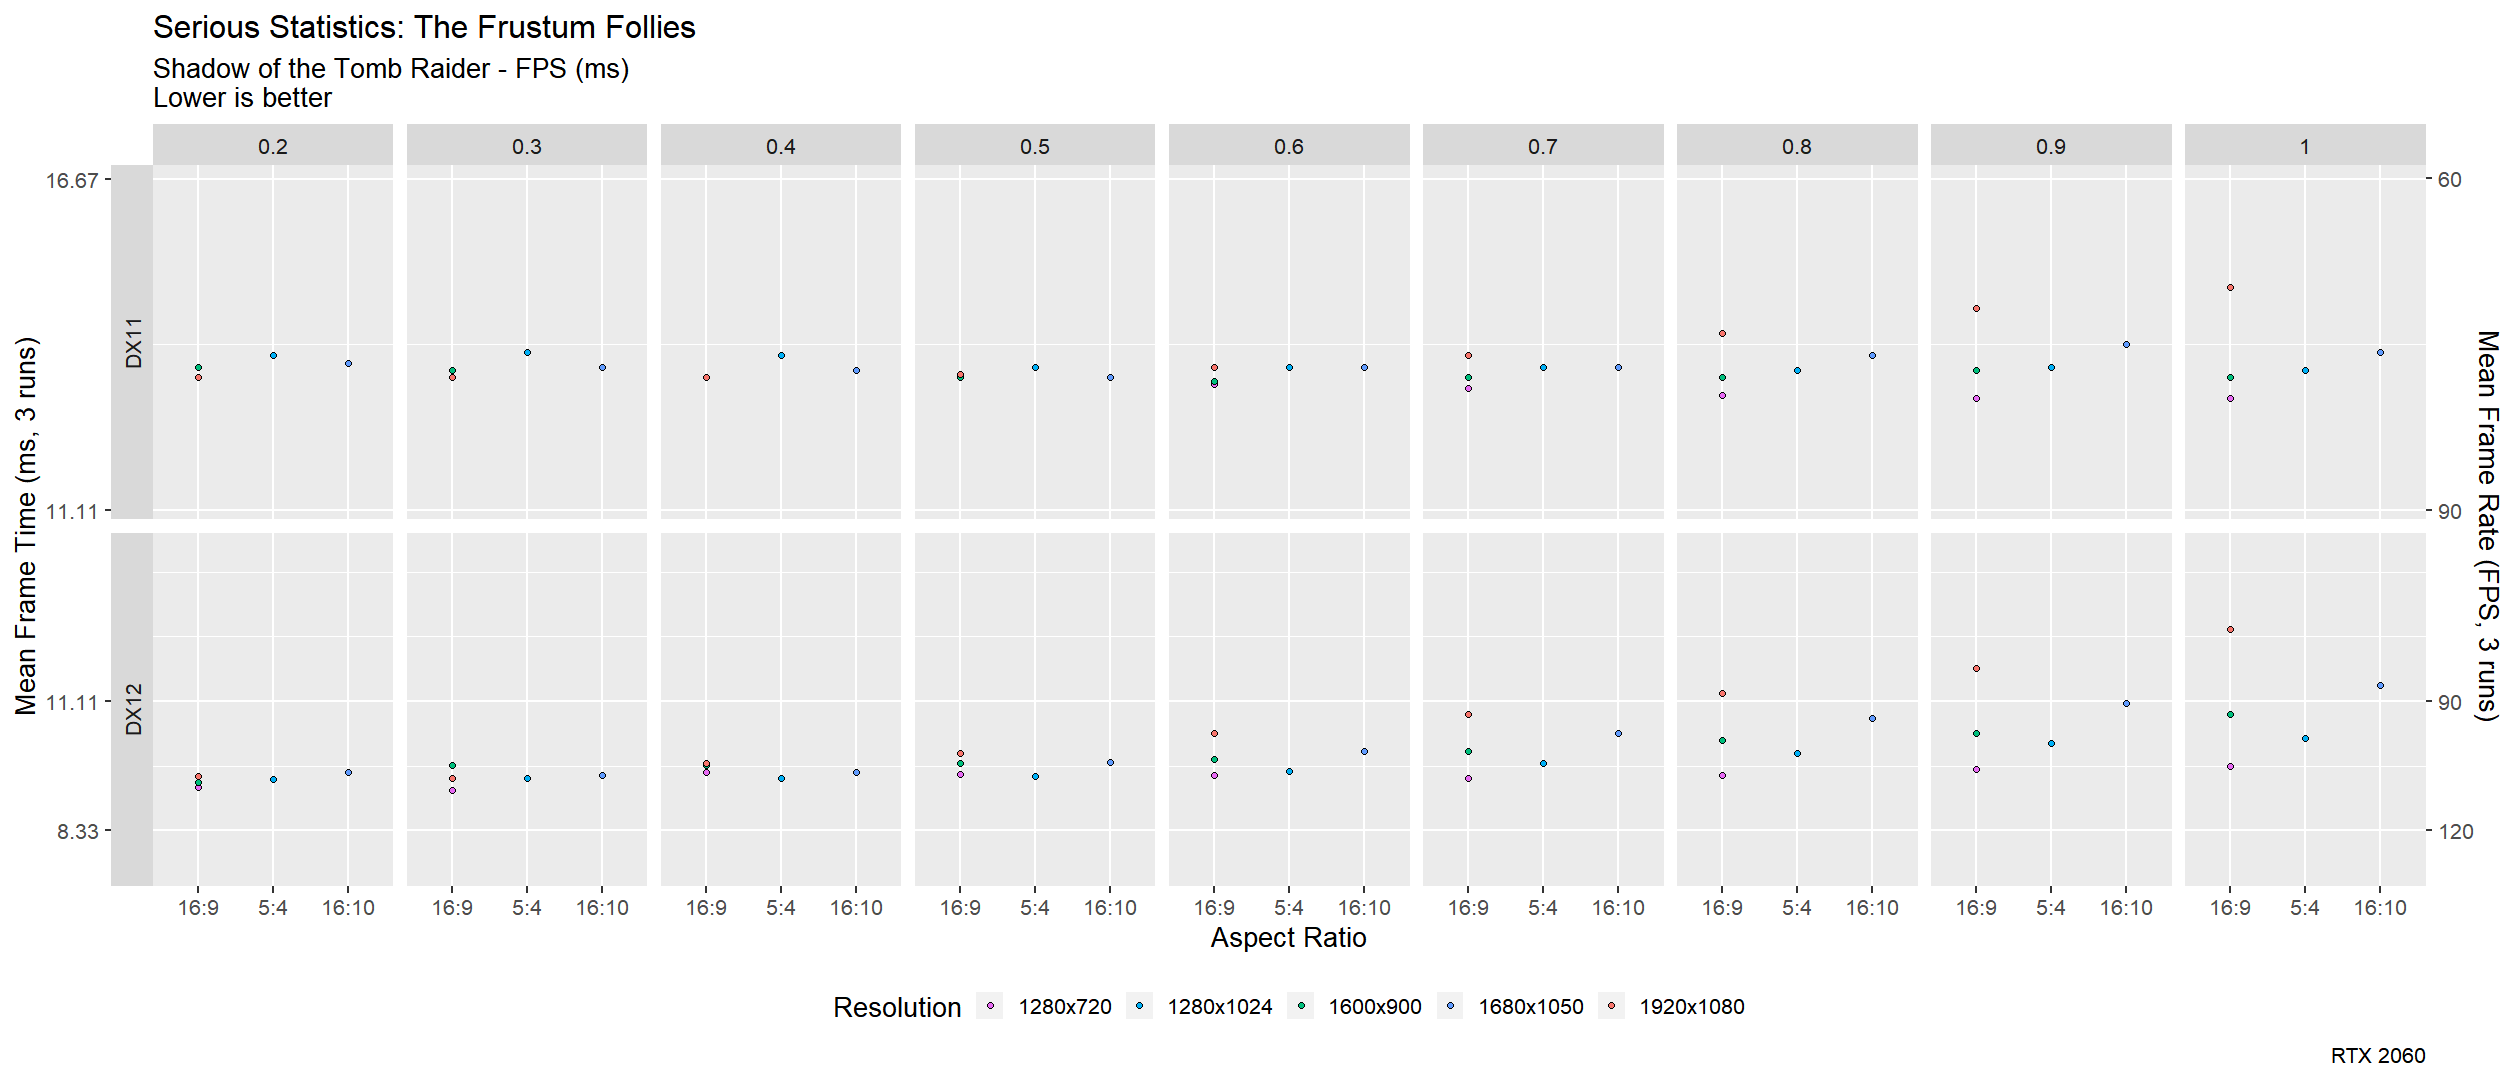 Serious Statistics: The Frustum Follies
Shadow of the Tomb Raider - FPS (ms)
Lower is better
0.2 0.3 0.4 0.5 0.6 0.7 0.8 0.9 1
Mean Frame Time (ms, 3 runs)
16.67
11.11
11.11
8.33
DX11
DX12
60
90
90
120
Mean Frame Rate (FPS, 3 runs)
16:9 5:4 16:10 16:9 5:4 16:10 16:9 5:4 16:10 16:9 5:4 16:10 16:9 5:4 16:10 16:9 5:4 16:10 16:9 5:4 16:10 16:9 5:4 16:10 16:9 5:4 16:10
Aspect Ratio
Resolution 1280x720 1280x1024 1600x900 1680x1050 1920x1080
RTX 2060